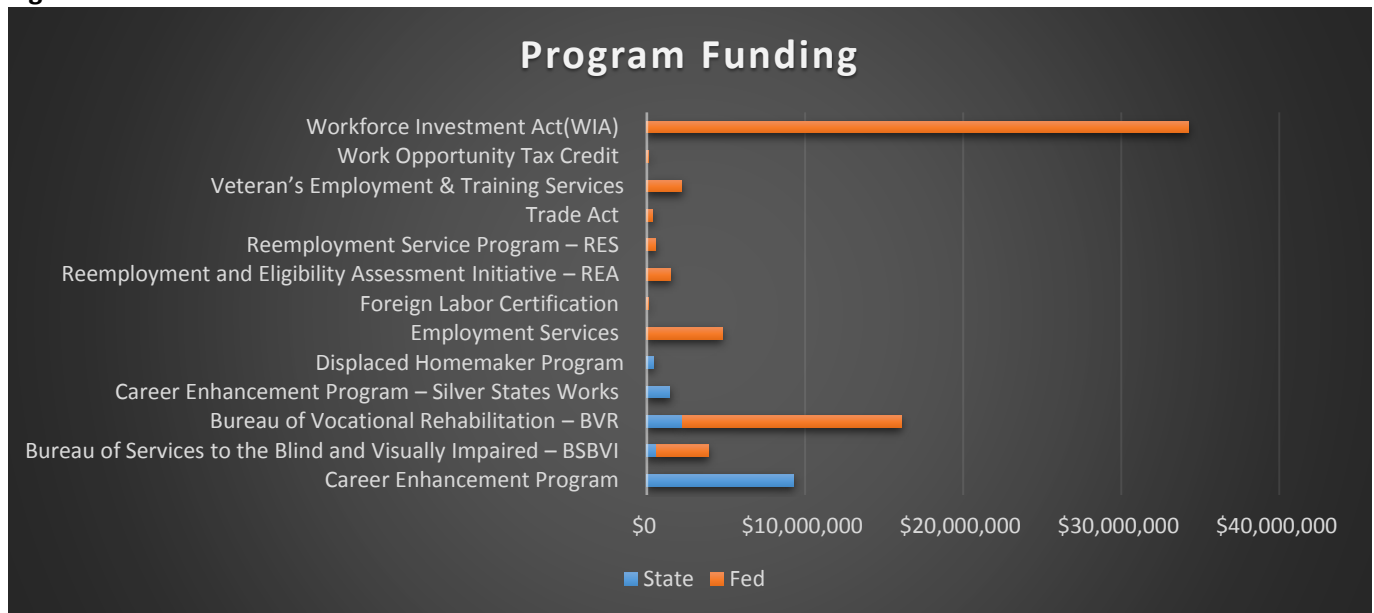 Program Funding
Workforce Investment Act(WIA)
Work Opportunity Tax Credit
Veteran’s Employment & Training Services
Trade Act
Reemployment Service Program – RES
Reemployment and Eligibility Assessment Initiative – REA
Foreign Labor Certification
Employment Services
Displaced Homemaker Program
Career Enhancement Program – Silver States Works
Bureau of Vocational Rehabilitation – BVR
Bureau of Services to the Blind and Visually Impaired – BSBVI
Career Enhancement Program
$0 $10,000,000 $20,000,000 $30,000,000 $40,000,000
State Fed